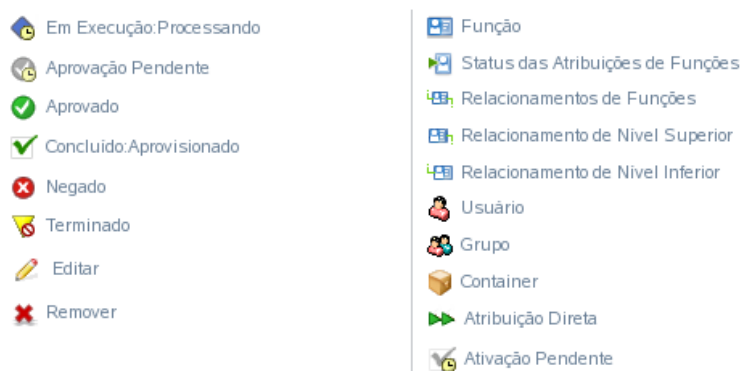 Em Execução:Processando
Aprovação Pendente
Aprovado
Concluído:Aprovisionado
Negado
Terminado
Editar
Remover
Função
Status das Atribuições de Funções
Relacionamentos de Funções
Relacionamento de Nível Superior
Relacionamento de Nível Inferior
Usuário
Grupo
Container
Atribuição Direta
Ativação Pendente